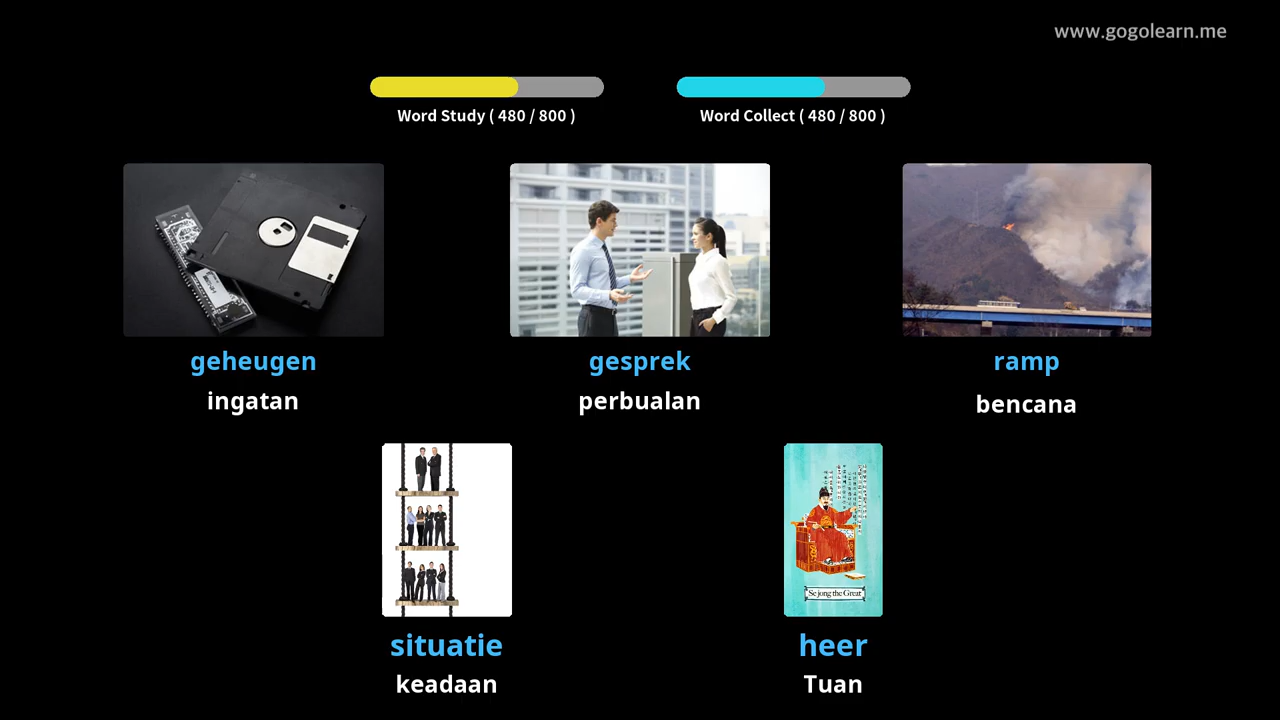 www.gogolearn.me
Word Study ( 480 / 800 )
Word Collect ( 480 / 800 )
geheugen
ingatan
gesprek
perbualan
ramp
bencana
Se jong the Great
situatie
keadaan
heer
Tuan